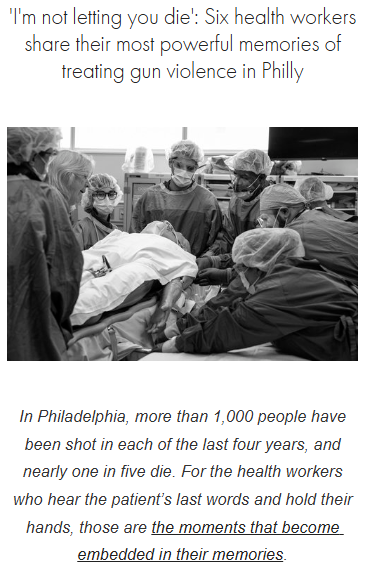 'I'm not letting you die': Six health workers
share their most powerful memories of
treating gun violence in Philly
In Philadelphia, more than 1,000 people have
been shot in each of the last four years, and
nearly one in five die. For the health workers
who hear the patient's last words and hold their
hands, those are the moments that become
embedded in their memories.